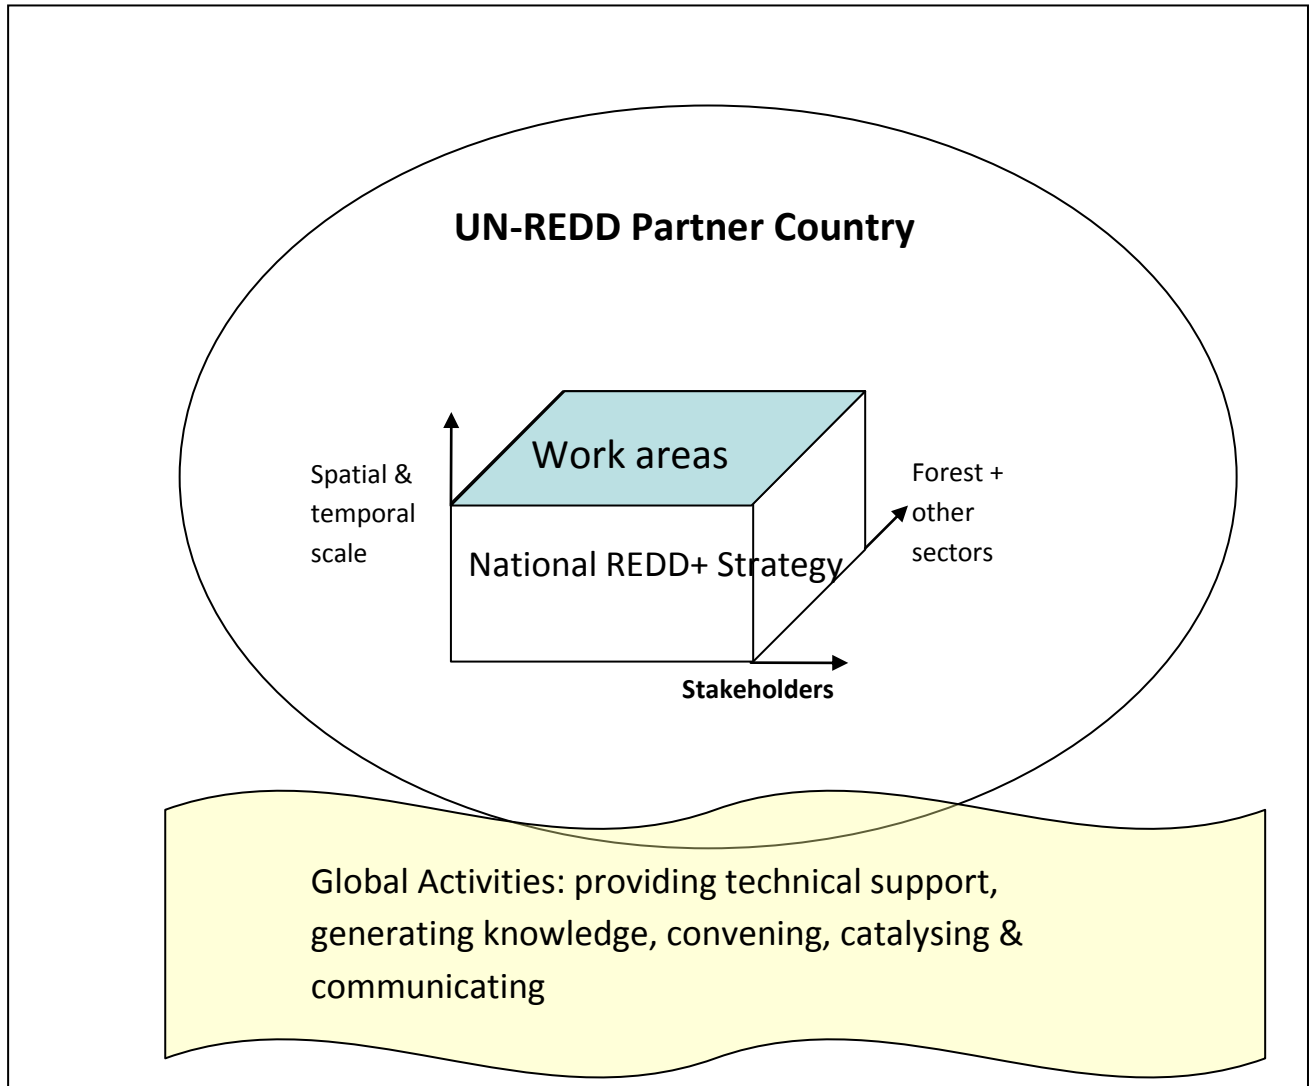 UN-REDD Partner Country
Work areas
Spatial &
temporal
scale
Forest +
other
sectors
National REDD+ Strategy
Stakeholders
Global Activities: providing technical support,
generating knowledge, convening, catalysing &
communicating